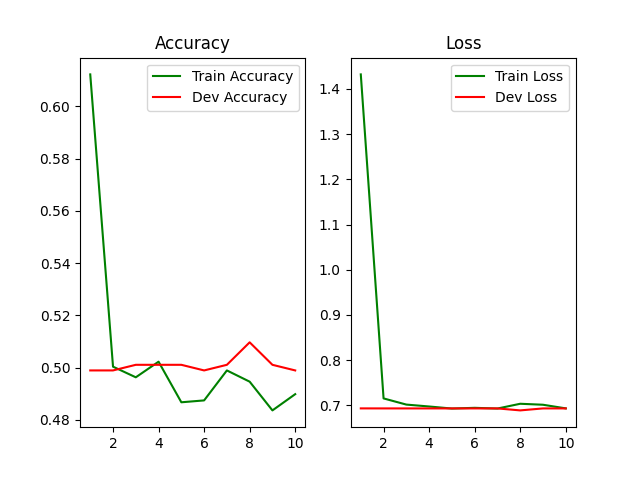 Accuracy
Train Accuracy
Dev Accuracy
0.60
0.58
0.56
0.54
0.52
0.50
0.48
2 4 6 8 10
Loss
Train Loss
Dev Loss
1.4
1.3
1.2
1.1
1.0
0.9
0.8
0.7
2 4 6 8 10